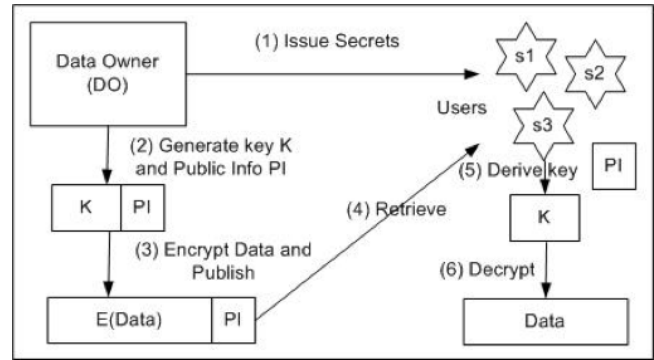 Data Owner
(DO)
(1) Issue Secrets
s1
s2
Users
s3
(2) Generate key K
and Public Info PI
(5) Derive key
PI
K
PI
(4) Retrieve
K
(3) Encrypt Data and
Publish
(6) Decrypt
E(Data)
PI
Data